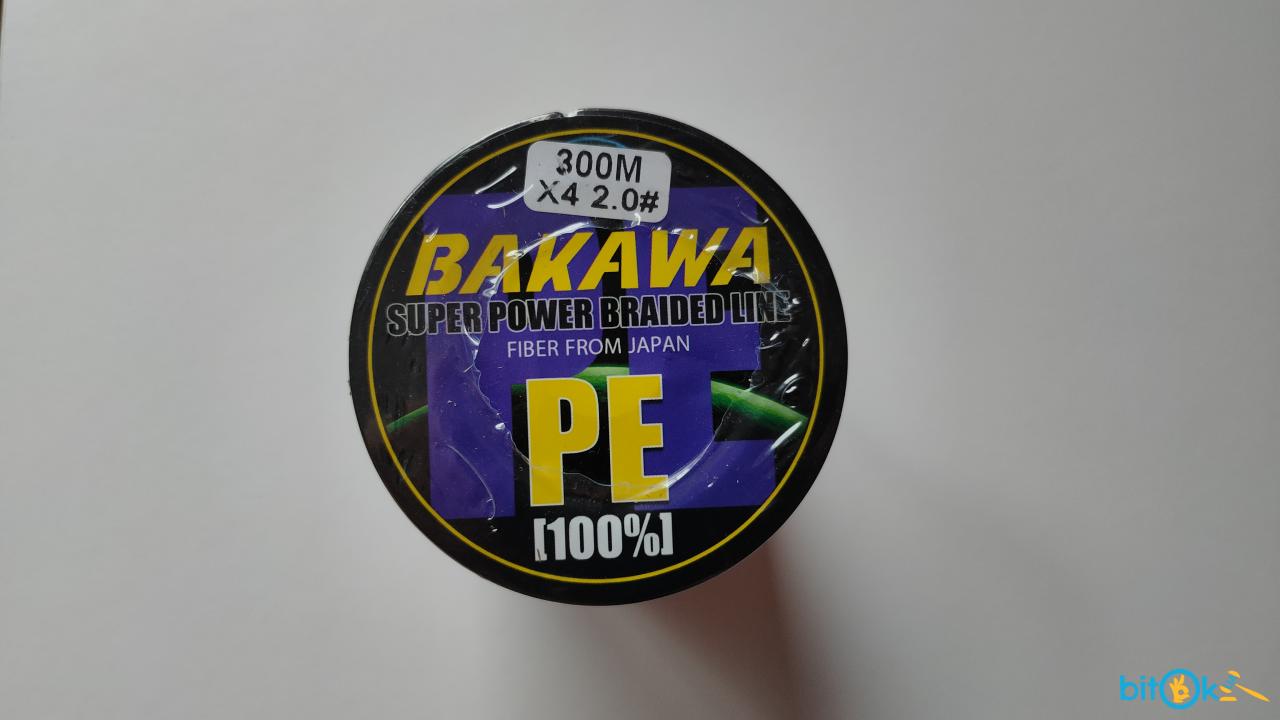 300M
X4 2.0#
BAKAWA
SUPER POWER BRAIDED LINE
FIBER FROM JAPAN
PE
[100%]
bitOk